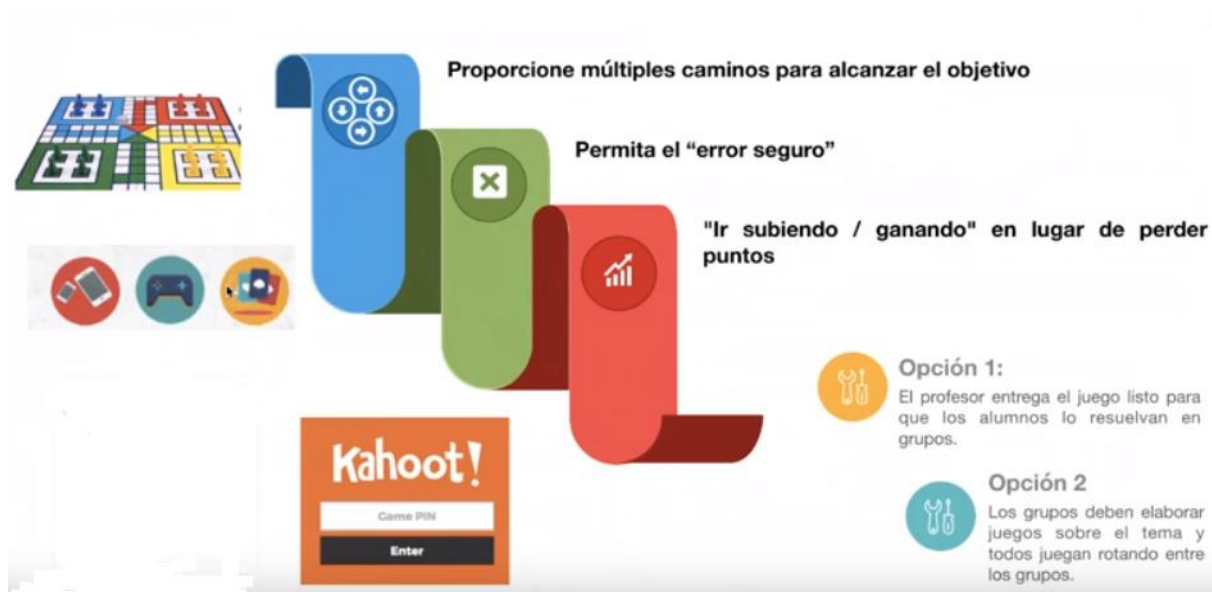 Proporcione múltiples caminos para alcanzar el objetivo
Permita el “error seguro”
"Ir subiendo / ganando" en lugar de perder
puntos
Opción 1:
El profesor entrega el juego listo para
que los alumnos lo resuelvan en
grupos.
Kahoot!
Game PIN
Enter
Opción 2
Los grupos deben elaborar
juegos sobre el tema y
todos juegan rotando entre
los grupos.